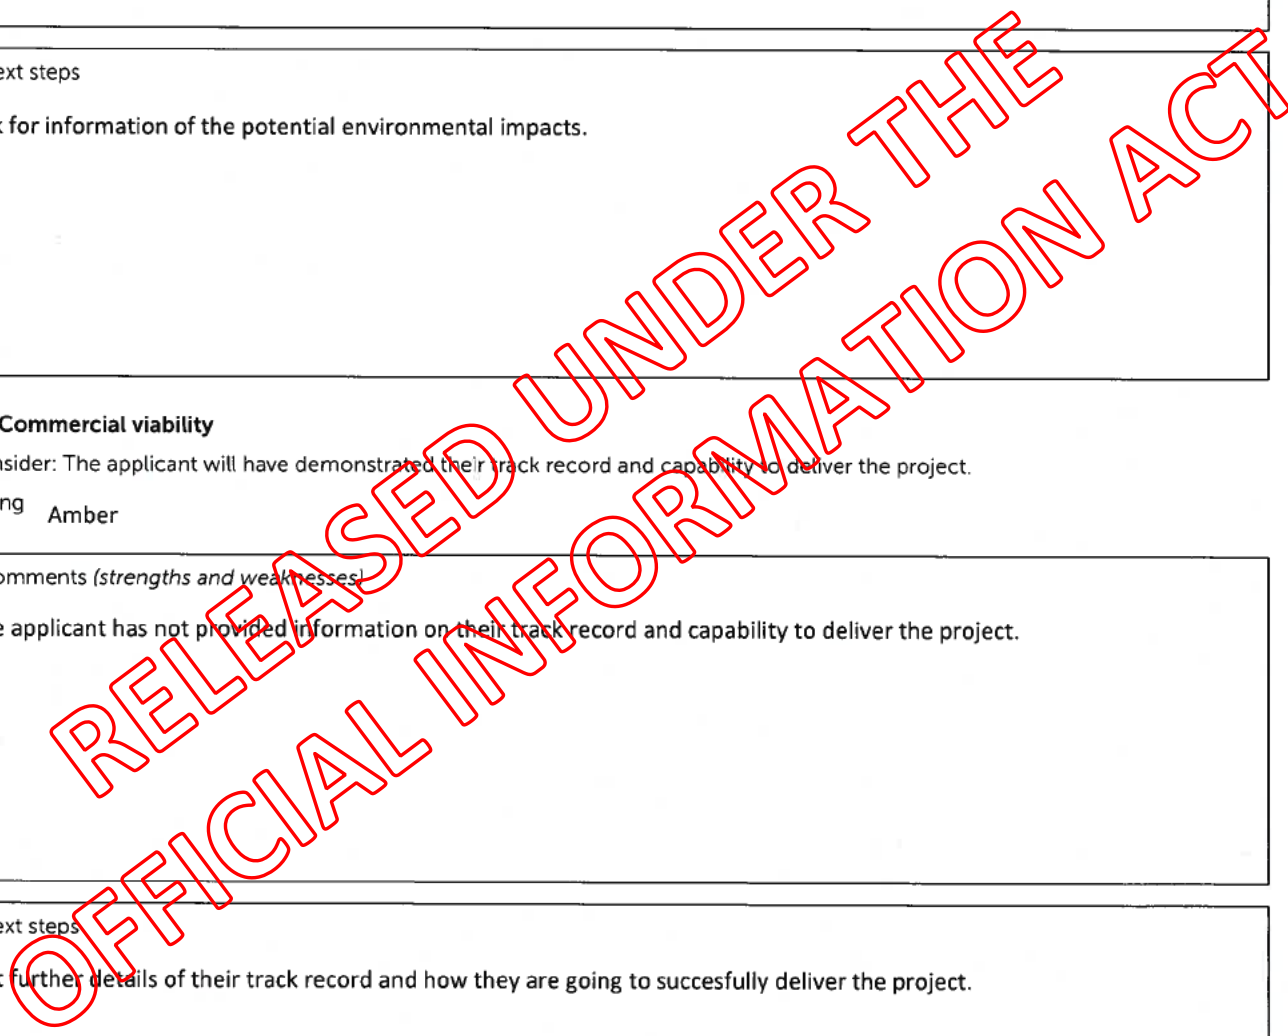 ext steps
for information of the potential environmental impacts.
Commercial viability
nsider: The applicant will have demonstrated their track record and capability to deliver the project.
ng Amber
omments (strengths and weaknesses)
e applicant has not provided information on their track record and capability to deliver the project.
ext steps
further details of their track record and how they are going to succesfully deliver the project.
RELEASED UNDER THE
OFFICIAL INFORMATION ACT